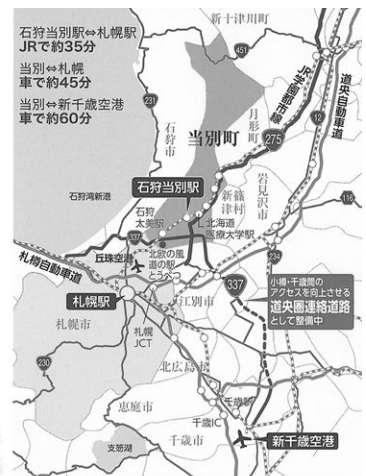 石狩当別駅⇔札幌駅
JRで約35分
当別⇔札幌
車で約45分
当別⇔新千歳空港
車で約60分
新十津川町
451
231
JR学園都市線
道央自動車道
12
石狩市
当別町
月形町
275
石狩湾新港
石狩当別駅
岩見沢市
石狩
太美駅
新篠
津村
北海道
医療大学駅
337
丘珠空港
北欧の風
道の駅
とうべつ
234
札樽自動車道
337
小樽・千歳間の
アクセスを向上させる
道央圏連絡道路
として整備中
札幌駅
江別市
札幌市
札幌
JCT
230
北広島市
恵庭市
千歳駅
千歳IC
支笏湖
千歳市
新千歳空港